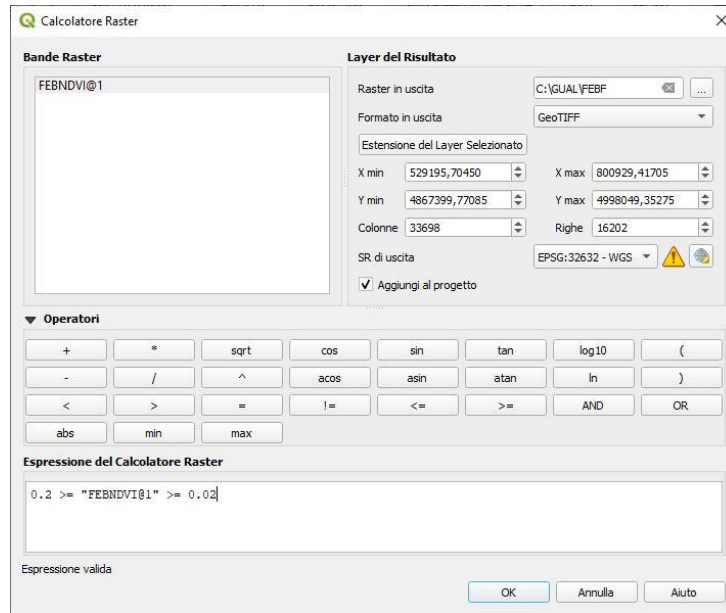 Calcolatore Raster
Bande Raster
FEBNDVI@1
Layer del Risultato
Raster in uscita C:\GUAL\FEBF ...
Formato in uscita GeoTIFF
Estensione del Layer Selezionato
X min 529195,70450 X max 800929,41705
Y min 4867399,77085 Y max 4998049,35275
Colonne 33698 Righe 16202
SR di uscita EPSG:32632 - WGS
Aggiungi al progetto
Operatori
+ * sqrt cos sin tan log10 (
- / ^ acos asin atan ln )
< > = != <= >= AND OR
abs min max
Espressione del Calcolatore Raster
0.2 >= "FEBNDVI@1" >= 0.02
Espressione valida
OK Annulla Aiuto